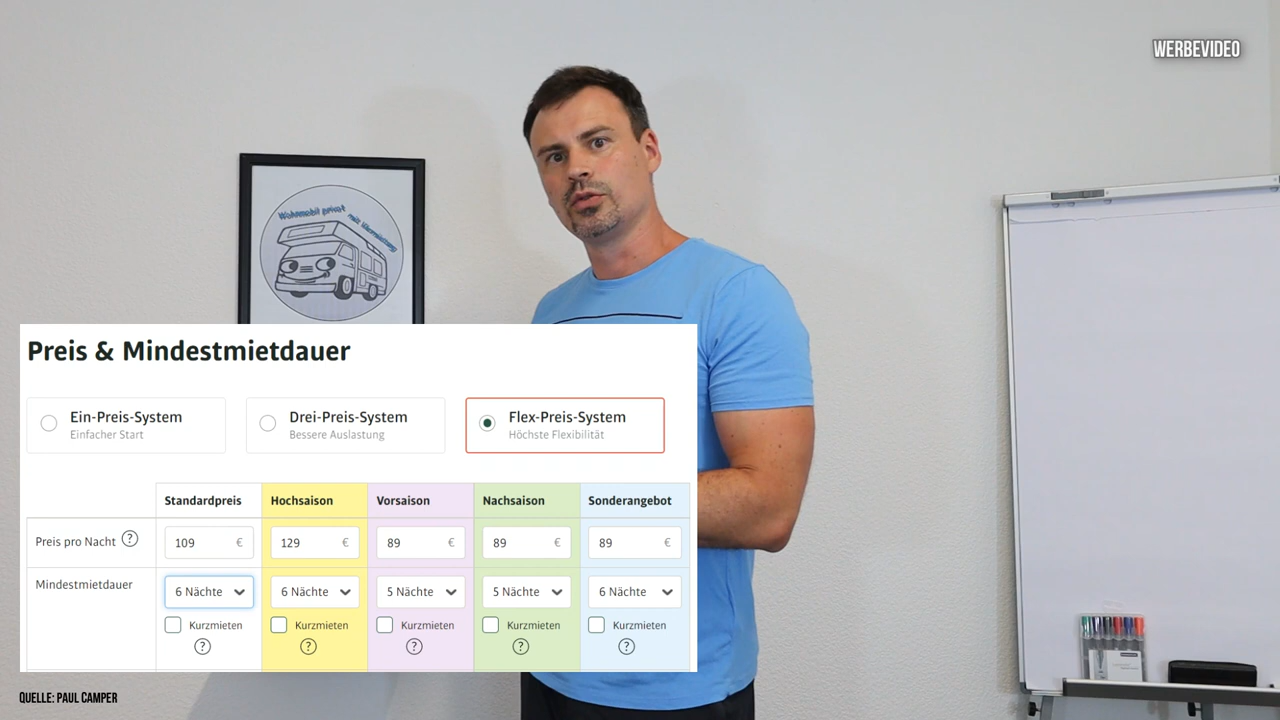 WERBEVIDEO
Wohnmobil privat
Preis & Mindestmietdauer
Ein-Preis-System
Einfacher Start
Drei-Preis-System
Bessere Auslastung
Flex-Preis-System
Höchste Flexibilität
Standardpreis Hochsaison Vorsaison Nachsaison Sonderangebot
Preis pro Nacht ? 109 € 129 € 89 € 89 € 89 €
Mindestmietdauer 6 Nächte 6 Nächte 5 Nächte 5 Nächte 6 Nächte
Kurzmieten Kurzmieten Kurzmieten Kurzmieten Kurzmieten
? ? ? ? ?
QUELLE: PAUL CAMPER